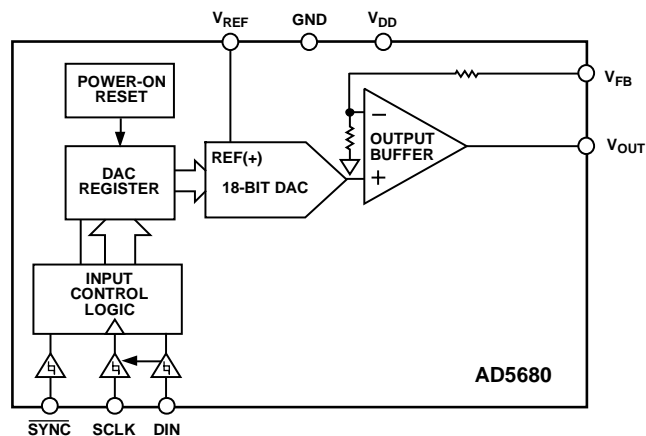 VREF GND VDD
POWER-ON
RESET
VFB
DAC
REGISTER
REF(+)
18-BIT DAC
−
OUTPUT
BUFFER
+
VOUT
INPUT
CONTROL
LOGIC
AD5680
SYNC SCLK DIN